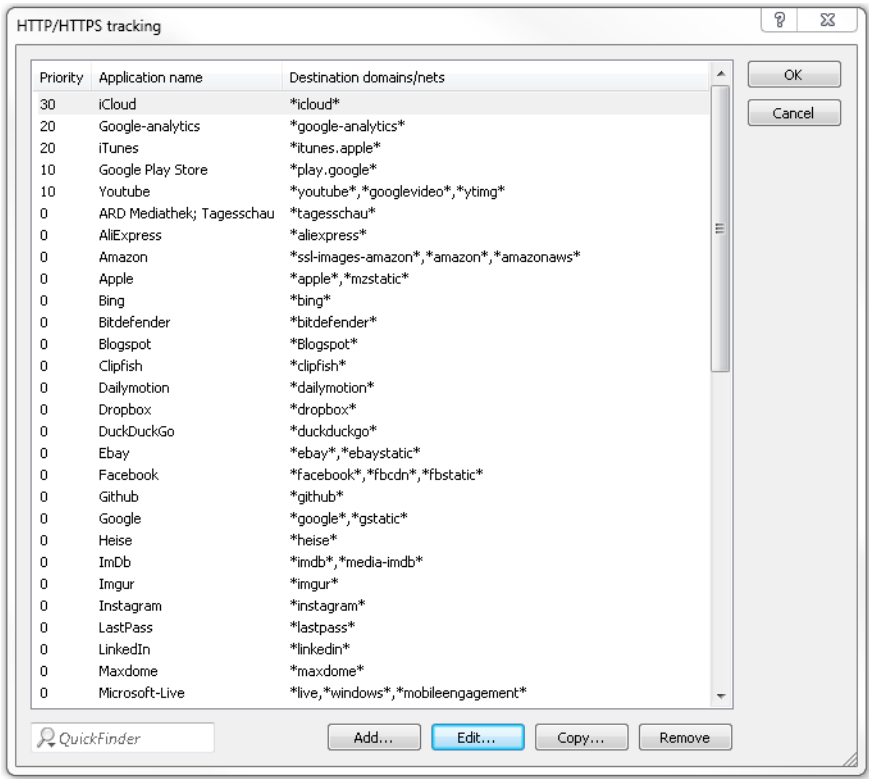 HTTP/HTTPS tracking
Priority Application name Destination domains/nets
30 iCloud *icloud*
20 Google-analytics *google-analytics*
20 iTunes *itunes.apple*
10 Google Play Store *play.google*
10 Youtube *youtube*,*googlevideo*,*ytimg*
0 ARD Mediathek; Tagesschau *tagesschau*
0 AliExpress *aliexpress*
0 Amazon *ssl-images-amazon*,*amazon*,*amazonaws*
0 Apple *apple*,*mzstatic*
0 Bing *bing*
0 Bitdefender *bitdefender*
0 Blogspot *Blogspot*
0 Clipfish *clipfish*
0 Dailymotion *dailymotion*
0 Dropbox *dropbox*
0 DuckDuckGo *duckduckgo*
0 Ebay *ebay*,*ebaystatic*
0 Facebook *facebook*,*fbcdn*,*fbstatic*
0 Github *github*
0 Google *google*,*gstatic*
0 Heise *heise*
0 ImDb *imdb*,*media-imdb*
0 Imgur *imgur*
0 Instagram *instagram*
0 LastPass *lastpass*
0 LinkedIn *linkedin*
0 Maxdome *maxdome*
0 Microsoft-Live *live,*windows*,*mobileengagement*
OK
Cancel
QuickFinder
Add... Edit... Copy... Remove